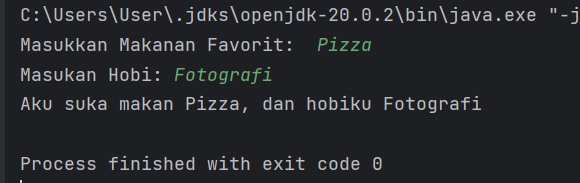 C:\Users\User\.jdks\openjdk-20.0.2\bin\java.exe "-j
Masukkan Makanan Favorit:  Pizza
Masukan Hobi: Fotografi
Aku suka makan Pizza, dan hobiku Fotografi
Process finished with exit code 0